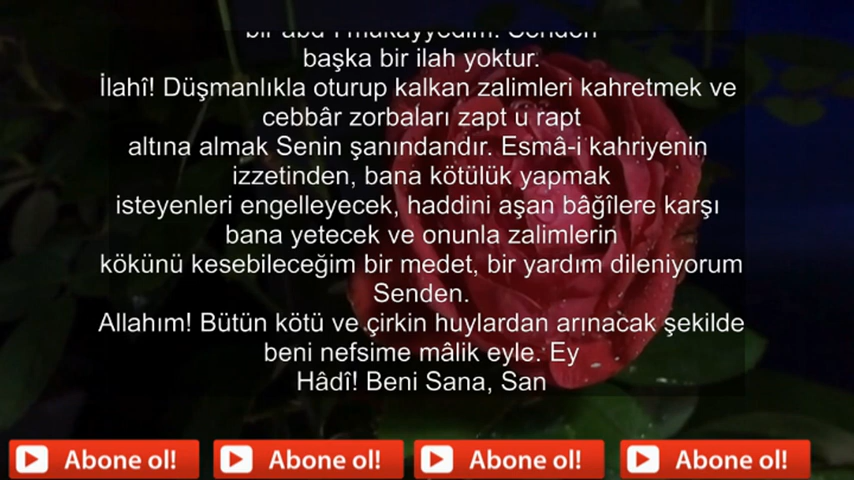 başka bir ilah yoktur.
İlahî! Düşmanlıkla oturup kalkan zalimleri kahretmek ve
cebbâr zorbaları zapt u rapt
altına almak Senin şanındandır. Esmâ-i kahriyenin
izzetinden, bana kötülük yapmak
isteyenleri engelleyecek, haddini aşan bâğîlere karşı
bana yetecek ve onunla zalimlerin
kökünü kesebileceğim bir medet, bir yardım dileniyorum
Senden.
Allahım! Bütün kötü ve çirkin huylardan arınacak şekilde
beni nefsime mâlik eyle. Ey
Hâdî! Beni Sana, San
Abone ol! Abone ol! Abone ol! Abone ol!